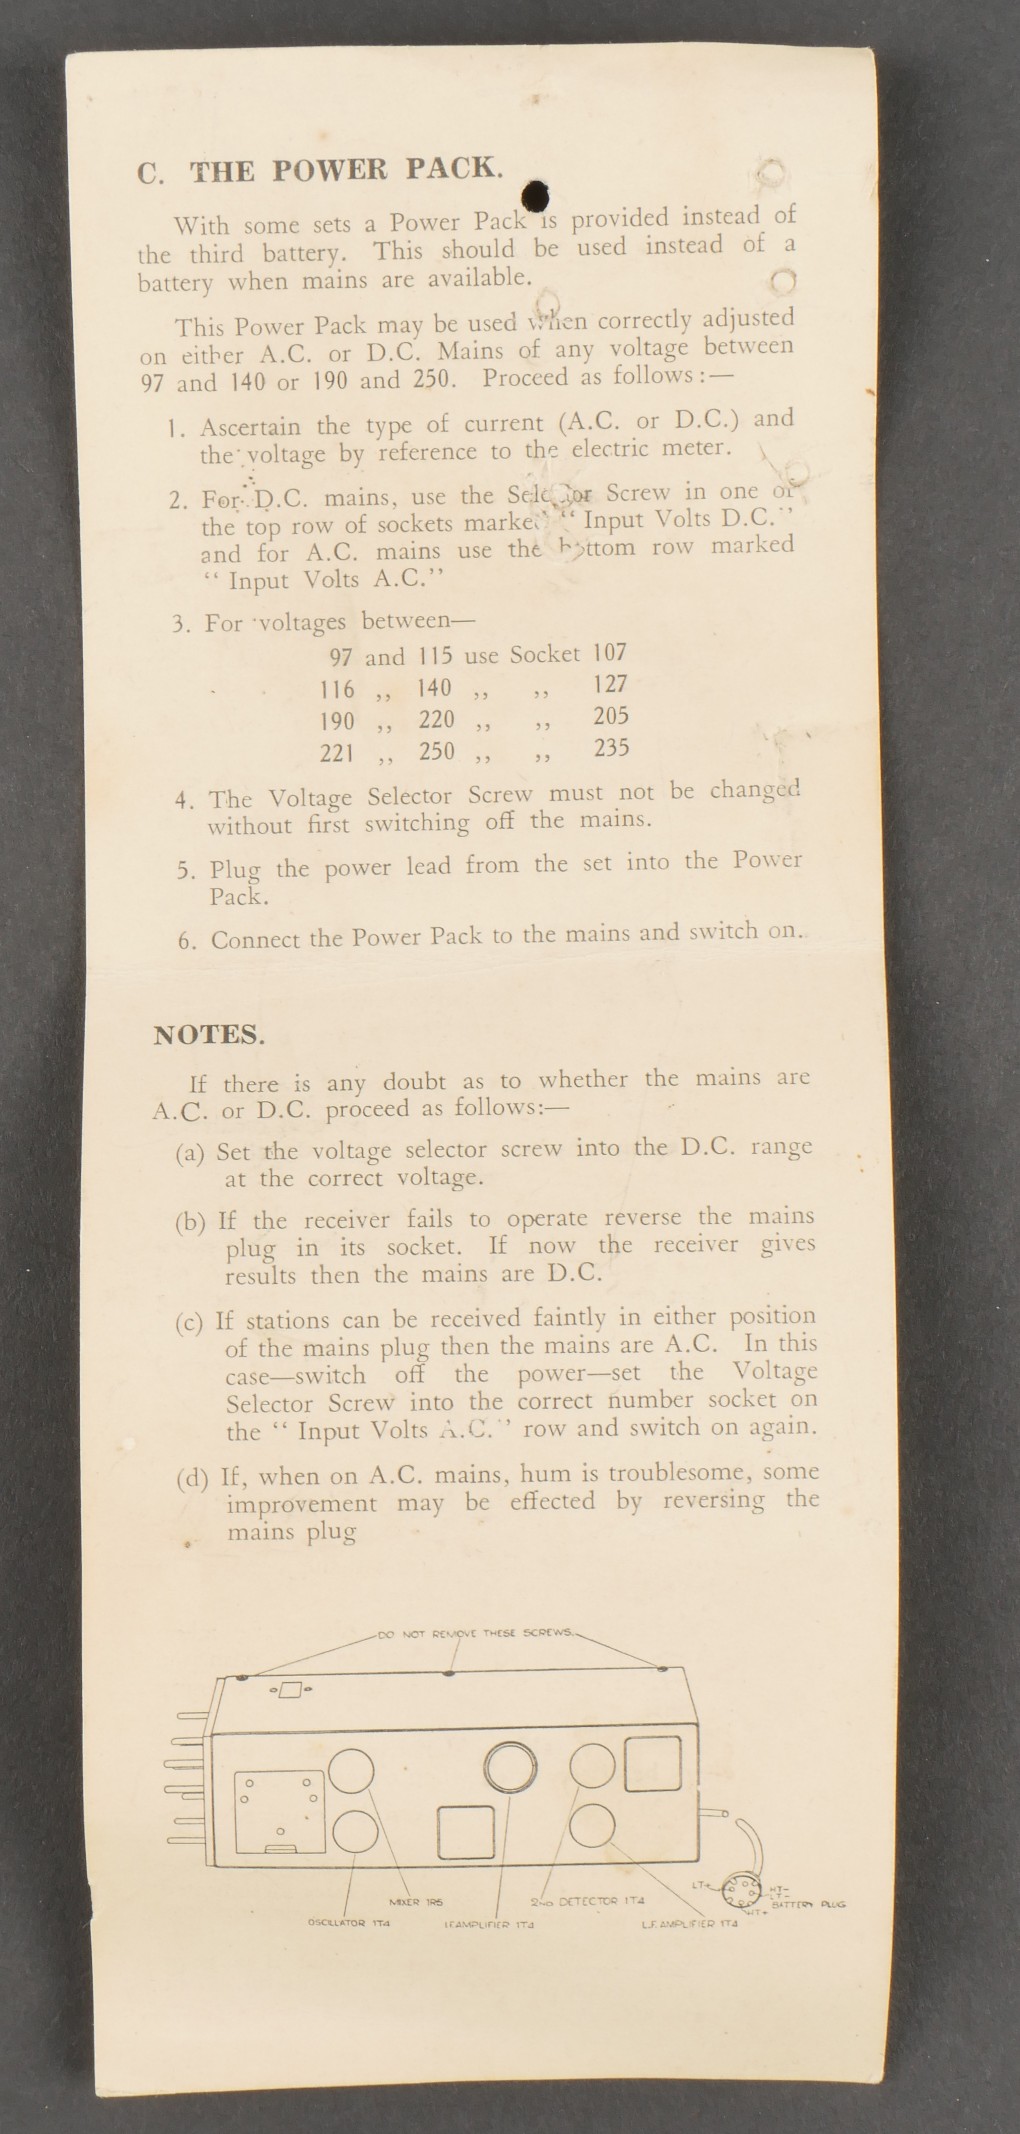 C. THE POWER PACK.
With some sets a Power Pack is provided instead of
the third battery. This should be used instead of a
battery when mains are available.
This Power Pack may be used when correctly adjusted
on either A.C. or D.C. Mains of any voltage between
97 and 140 or 190 and 250. Proceed as follows :—
1. Ascertain the type of current (A.C. or D.C.) and
the voltage by reference to the electric meter.
2. For D.C. mains, use the Selector Screw in one of
the top row of sockets marked “ Input Volts D.C.”
and for A.C. mains use the bottom row marked
“ Input Volts A.C.”
3. For voltages between—
97 and 115 use Socket 107
116 ,, 140 ,, ,, 127
190 ,, 220 ,, ,, 205
221 ,, 250 ,, ,, 235
4. The Voltage Selector Screw must not be changed
without first switching off the mains.
5. Plug the power lead from the set into the Power
Pack.
6. Connect the Power Pack to the mains and switch on.
NOTES.
If there is any doubt as to whether the mains are
A.C. or D.C. proceed as follows:—
(a) Set the voltage selector screw into the D.C. range
at the correct voltage.
(b) If the receiver fails to operate reverse the mains
plug in its socket. If now the receiver gives
results then the mains are D.C.
(c) If stations can be received faintly in either position
of the mains plug then the mains are A.C. In this
case—switch off the power—set the Voltage
Selector Screw into the correct number socket on
the “ Input Volts A.C.” row and switch on again.
(d) If, when on A.C. mains, hum is troublesome, some
improvement may be effected by reversing the
mains plug
DO NOT REMOVE THESE SCREWS.
LT+
HT-
LT-
BATTERY PLUG
HT+
MIXER 1R5
2ND DETECTOR 1T4
OSCILLATOR 1T4
I.F.AMPLIFIER 1T4
L.F. AMPLIFIER 1T4